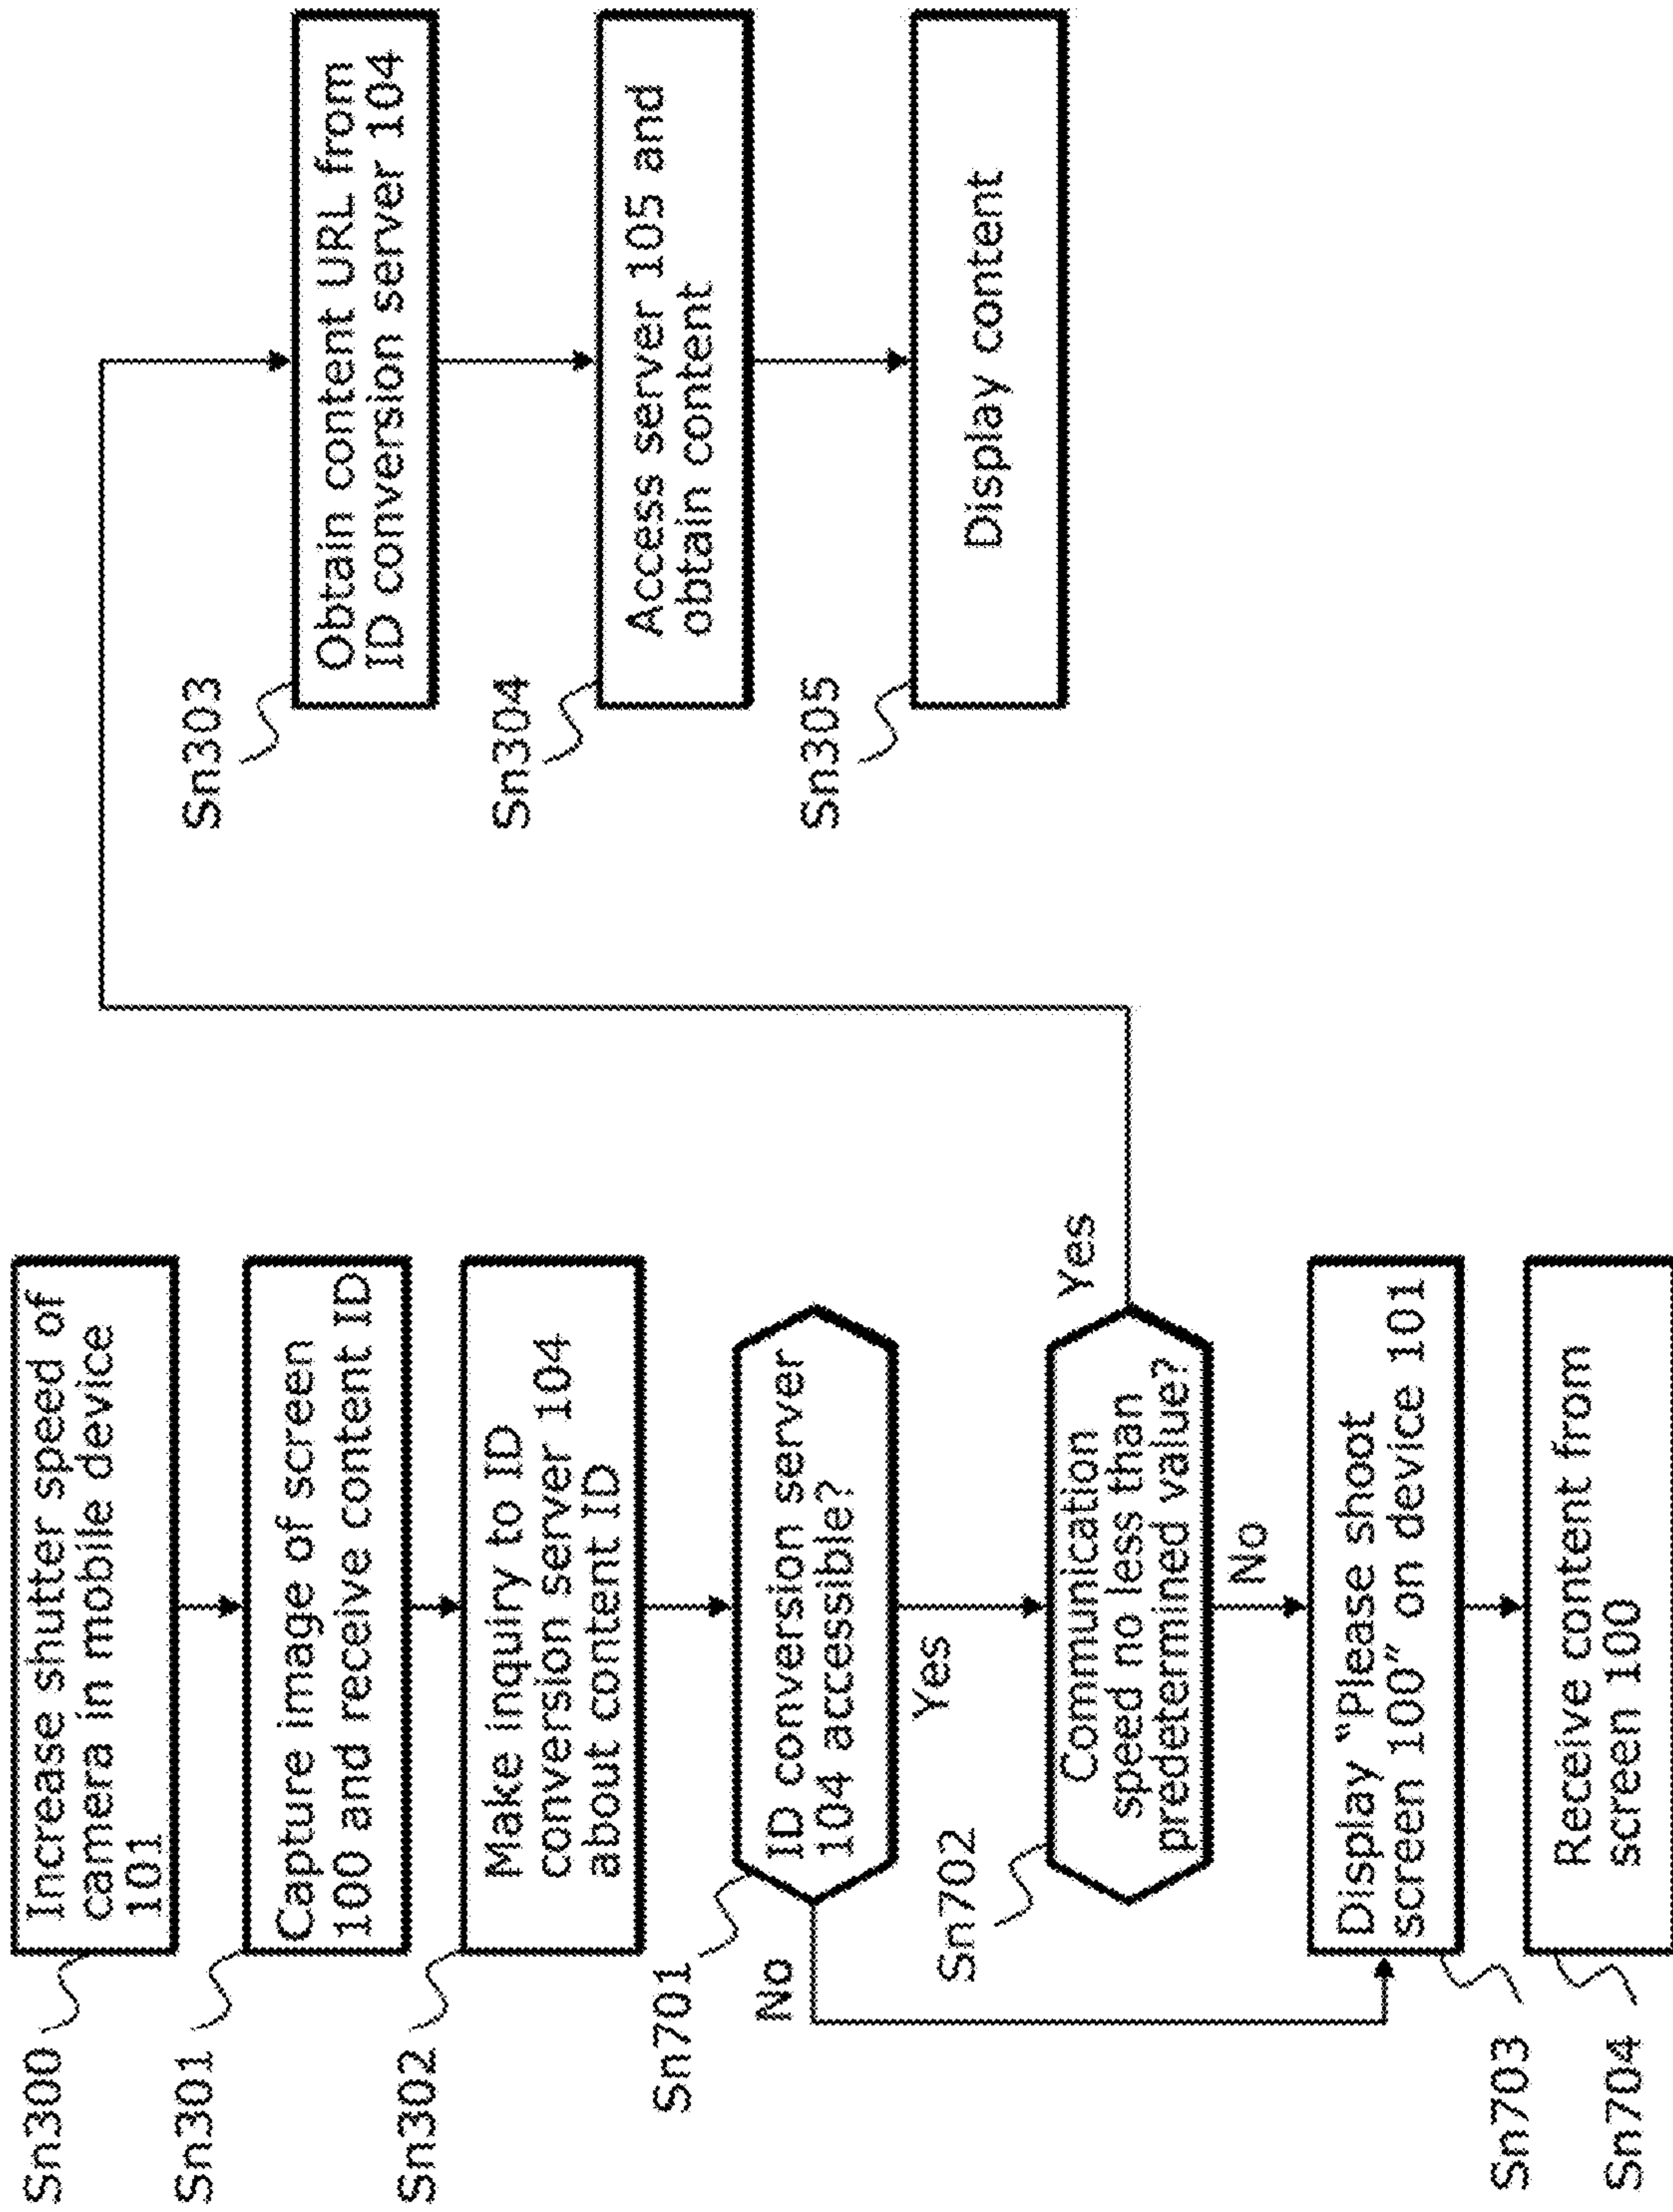 Sn300
Increase shutter speed of
camera in mobile device
101
Sn301
Capture image of screen
100 and receive content ID
Sn302
Make inquiry to ID
conversion server 104
about content ID
Sn701
ID conversion server
104 accessible?
No
Yes
Sn702
Communication
speed no less than
predetermined value?
Yes
No
Sn703
Display “Please shoot
screen 100” on device 101
Sn704
Receive content from
screen 100
Sn303
Obtain content URL from
ID conversion server 104
Sn304
Access server 105 and
obtain content
Sn305
Display content